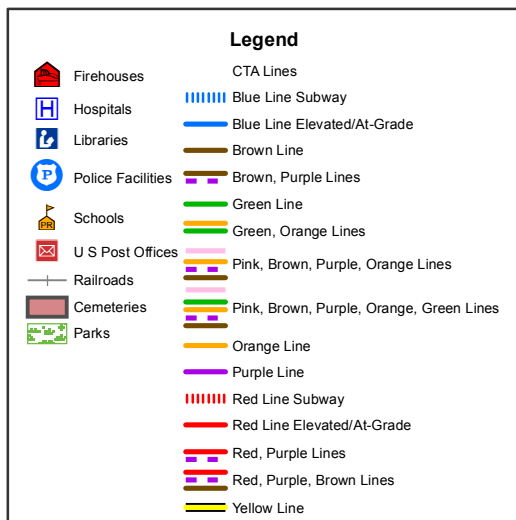 Legend
Firehouses
Hospitals
Libraries
P
Police Facilities
PR
Schools
U S Post Offices
Railroads
Cemeteries
Parks
CTA Lines
Blue Line Subway
Blue Line Elevated/At-Grade
Brown Line
Brown, Purple Lines
Green Line
Green, Orange Lines
Pink, Brown, Purple, Orange Lines
Pink, Brown, Purple, Orange, Green Lines
Orange Line
Purple Line
Red Line Subway
Red Line Elevated/At-Grade
Red, Purple Lines
Red, Purple, Brown Lines
Yellow Line